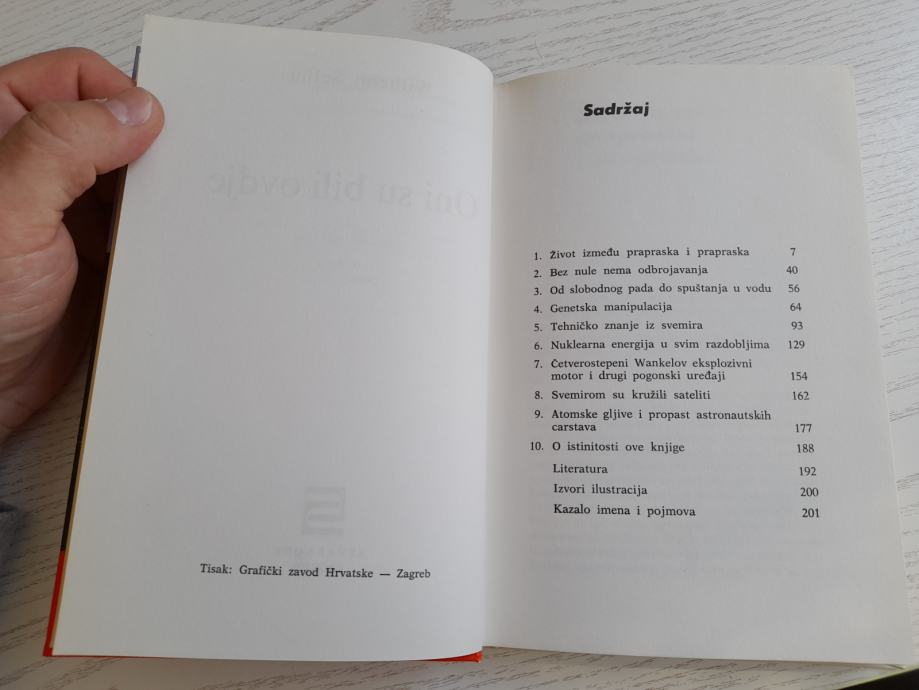 Tisak: Grafički zavod Hrvatske — Zagreb
Sadržaj
1. Život između prapraska i prapraska 7
2. Bez nule nema odbrojavanja 40
3. Od slobodnog pada do spuštanja u vodu 56
4. Genetska manipulacija 64
5. Tehničko znanje iz svemira 93
6. Nuklearna energija u svim razdobljima 129
7. Četverostepeni Wankelov eksplozivni
motor i drugi pogonski uređaji 154
8. Svemirom su kružili sateliti 162
9. Atomske gljive i propast astronautskih
carstava 177
10. O istinitosti ove knjige 188
Literatura 192
Izvori ilustracija 200
Kazalo imena i pojmova 201
Oni su bili ovdje